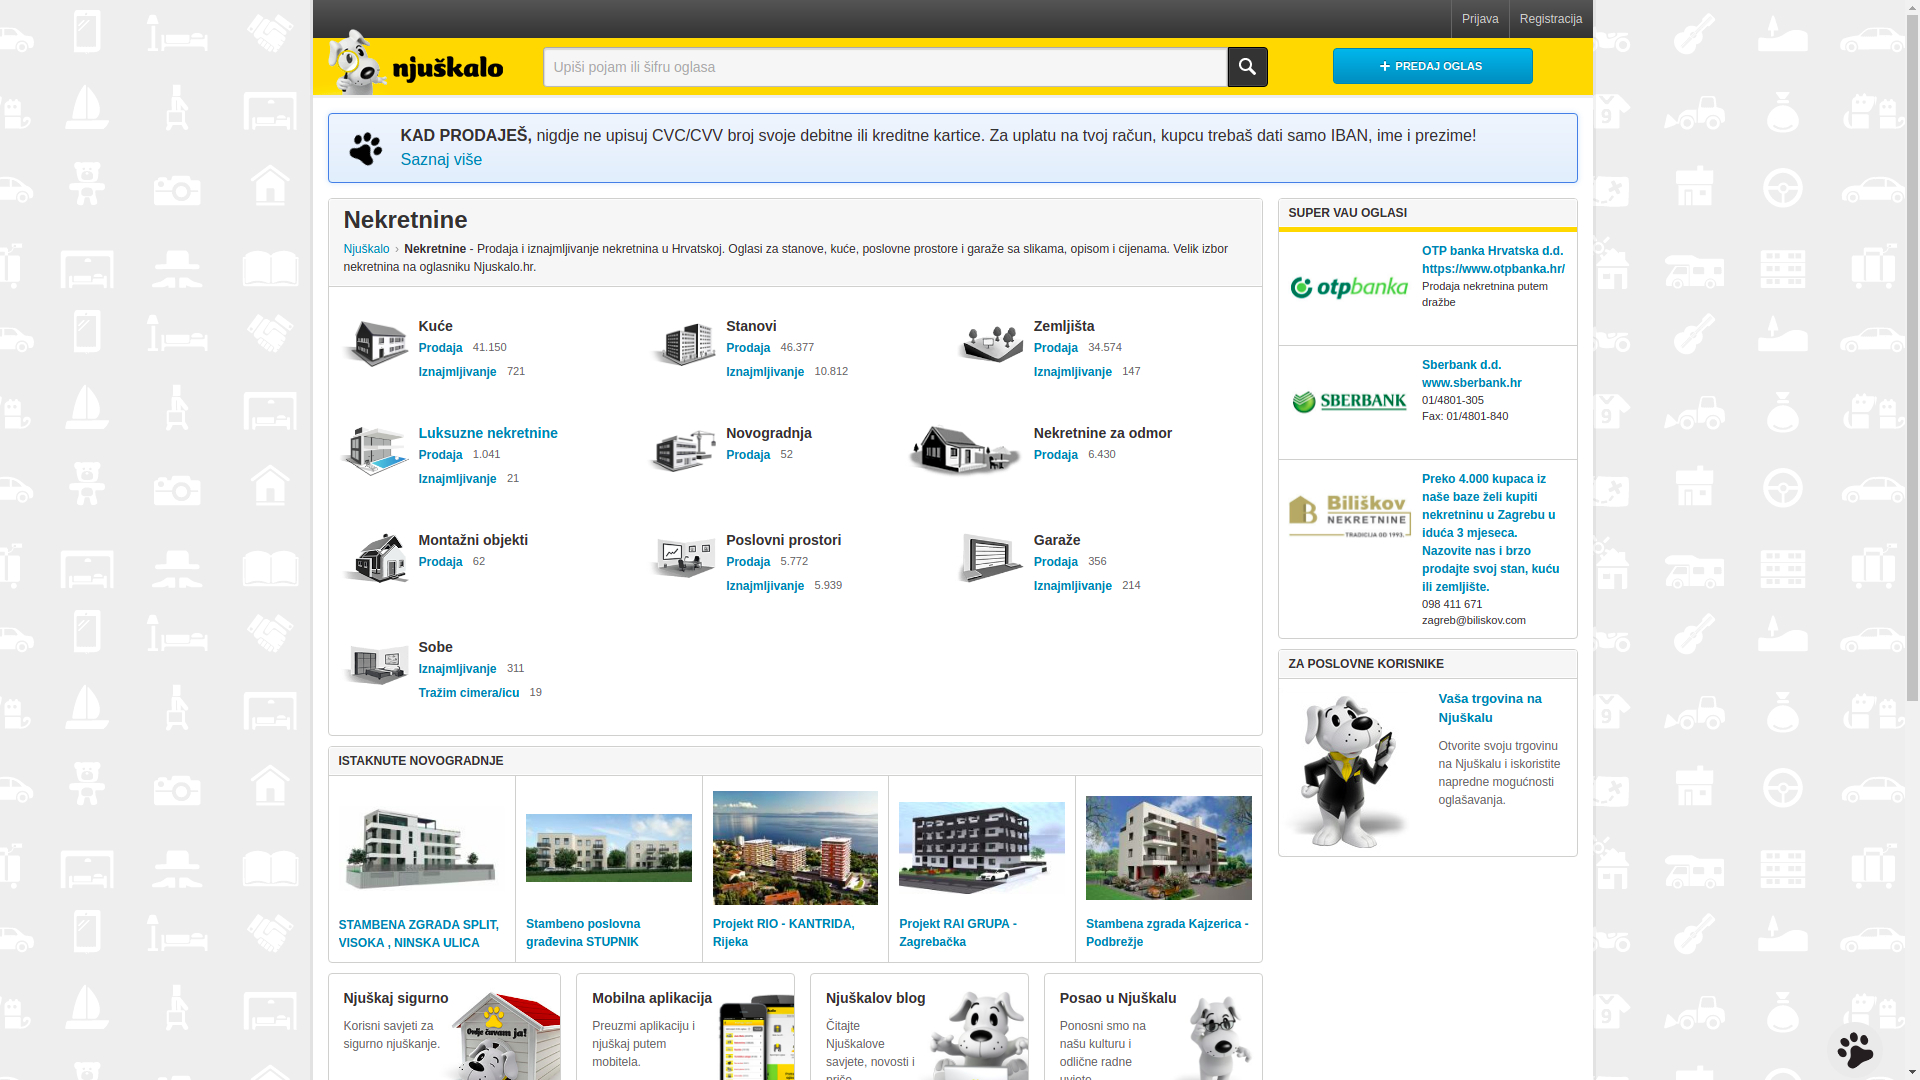 Prijava
Registracija
njuškalo
Upiši pojam ili šifru oglasa
+ PREDAJ OGLAS
KAD PRODAJEŠ, nigdje ne upisuj CVC/CVV broj svoje debitne ili kreditne kartice. Za uplatu na tvoj račun, kupcu trebaš dati samo IBAN, ime i prezime!
Saznaj više
Nekretnine
Njuškalo › Nekretnine - Prodaja i iznajmljivanje nekretnina u Hrvatskoj. Oglasi za stanove, kuće, poslovne prostore i garaže sa slikama, opisom i cijenama. Velik izbor
nekretnina na oglasniku Njuskalo.hr.
Kuće
Prodaja 41.150
Iznajmljivanje 721
Stanovi
Prodaja 46.377
Iznajmljivanje 10.812
Zemljišta
Prodaja 34.574
Iznajmljivanje 147
Luksuzne nekretnine
Prodaja 1.041
Iznajmljivanje 21
Novogradnja
Prodaja 52
Nekretnine za odmor
Prodaja 6.430
Montažni objekti
Prodaja 62
Poslovni prostori
Prodaja 5.772
Iznajmljivanje 5.939
Garaže
Prodaja 356
Iznajmljivanje 214
Sobe
Iznajmljivanje 311
Tražim cimera/icu 19
ISTAKNUTE NOVOGRADNJE
STAMBENA ZGRADA SPLIT,
VISOKA , NINSKA ULICA
Stambeno poslovna
građevina STUPNIK
Projekt RIO - KANTRIDA,
Rijeka
Projekt RAI GRUPA -
Zagrebačka
Stambena zgrada Kajzerica -
Podbrežje
Njuškaj sigurno
Korisni savjeti za
sigurno njuškanje.
Ovdje čuvam ja!
Mobilna aplikacija
Preuzmi aplikaciju i
njuškaj putem
mobitela.
Njuškalov blog
Čitajte
Njuškalove
savjete, novosti i
priče
Posao u Njuškalu
Ponosni smo na
našu kulturu i
odlične radne
uvjete
SUPER VAU OGLASI
otpbanka
OTP banka Hrvatska d.d.
https://www.otpbanka.hr/
Prodaja nekretnina putem
dražbe
SBERBANK
Sberbank d.d.
www.sberbank.hr
01/4801-305
Fax: 01/4801-840
Biliškov
NEKRETNINE
TRADICIJA OD 1993.
Preko 4.000 kupaca iz
naše baze želi kupiti
nekretninu u Zagrebu u
iduća 3 mjeseca.
Nazovite nas i brzo
prodajte svoj stan, kuću
ili zemljište.
098 411 671
zagreb@biliskov.com
ZA POSLOVNE KORISNIKE
Vaša trgovina na
Njuškalu
Otvorite svoju trgovinu
na Njuškalu i iskoristite
napredne mogućnosti
oglašavanja.